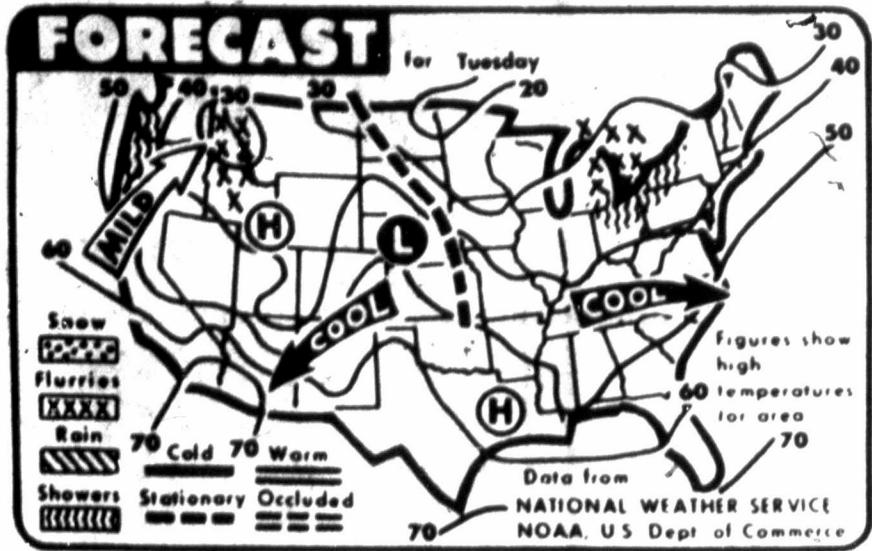 FORECAST
for Tuesday
50 40 30 30 20 30
40
50
MILD
H
L
60
COOL
COOL
Snow
Flurries
XXXX
Rain
Showers
Figures show
high
temperatures
for area
H
60
70 70
70
Cold Warm
Stationary Occluded
Data from
NATIONAL WEATHER SERVICE
70
NOAA, US Dept of Commerce